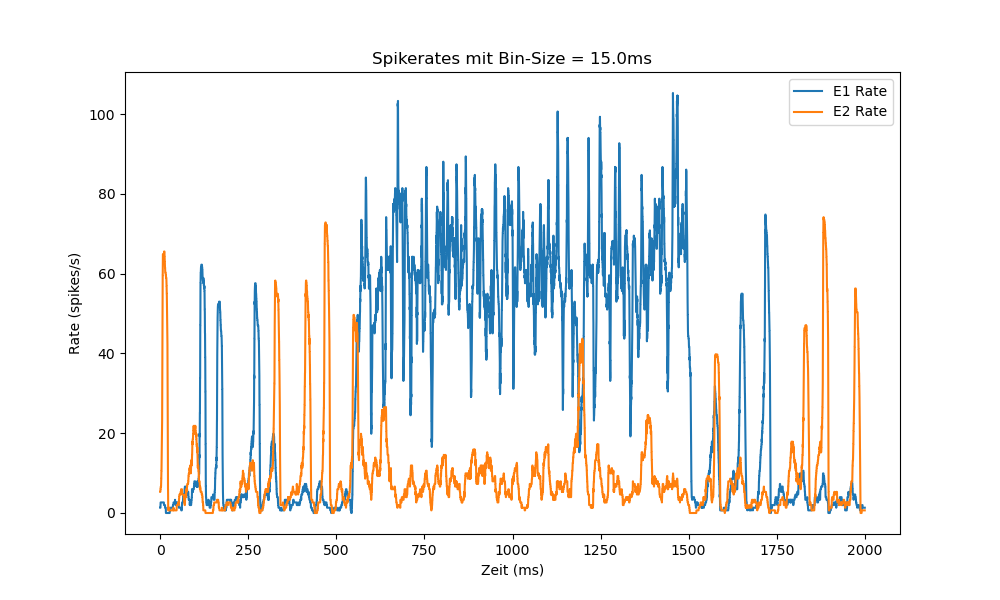 Spikerates mit Bin-Size = 15.0ms
E1 Rate
E2 Rate
100
80
60
40
20
0
Rate (spikes/s)
0 250 500 750 1000 1250 1500 1750 2000
Zeit (ms)